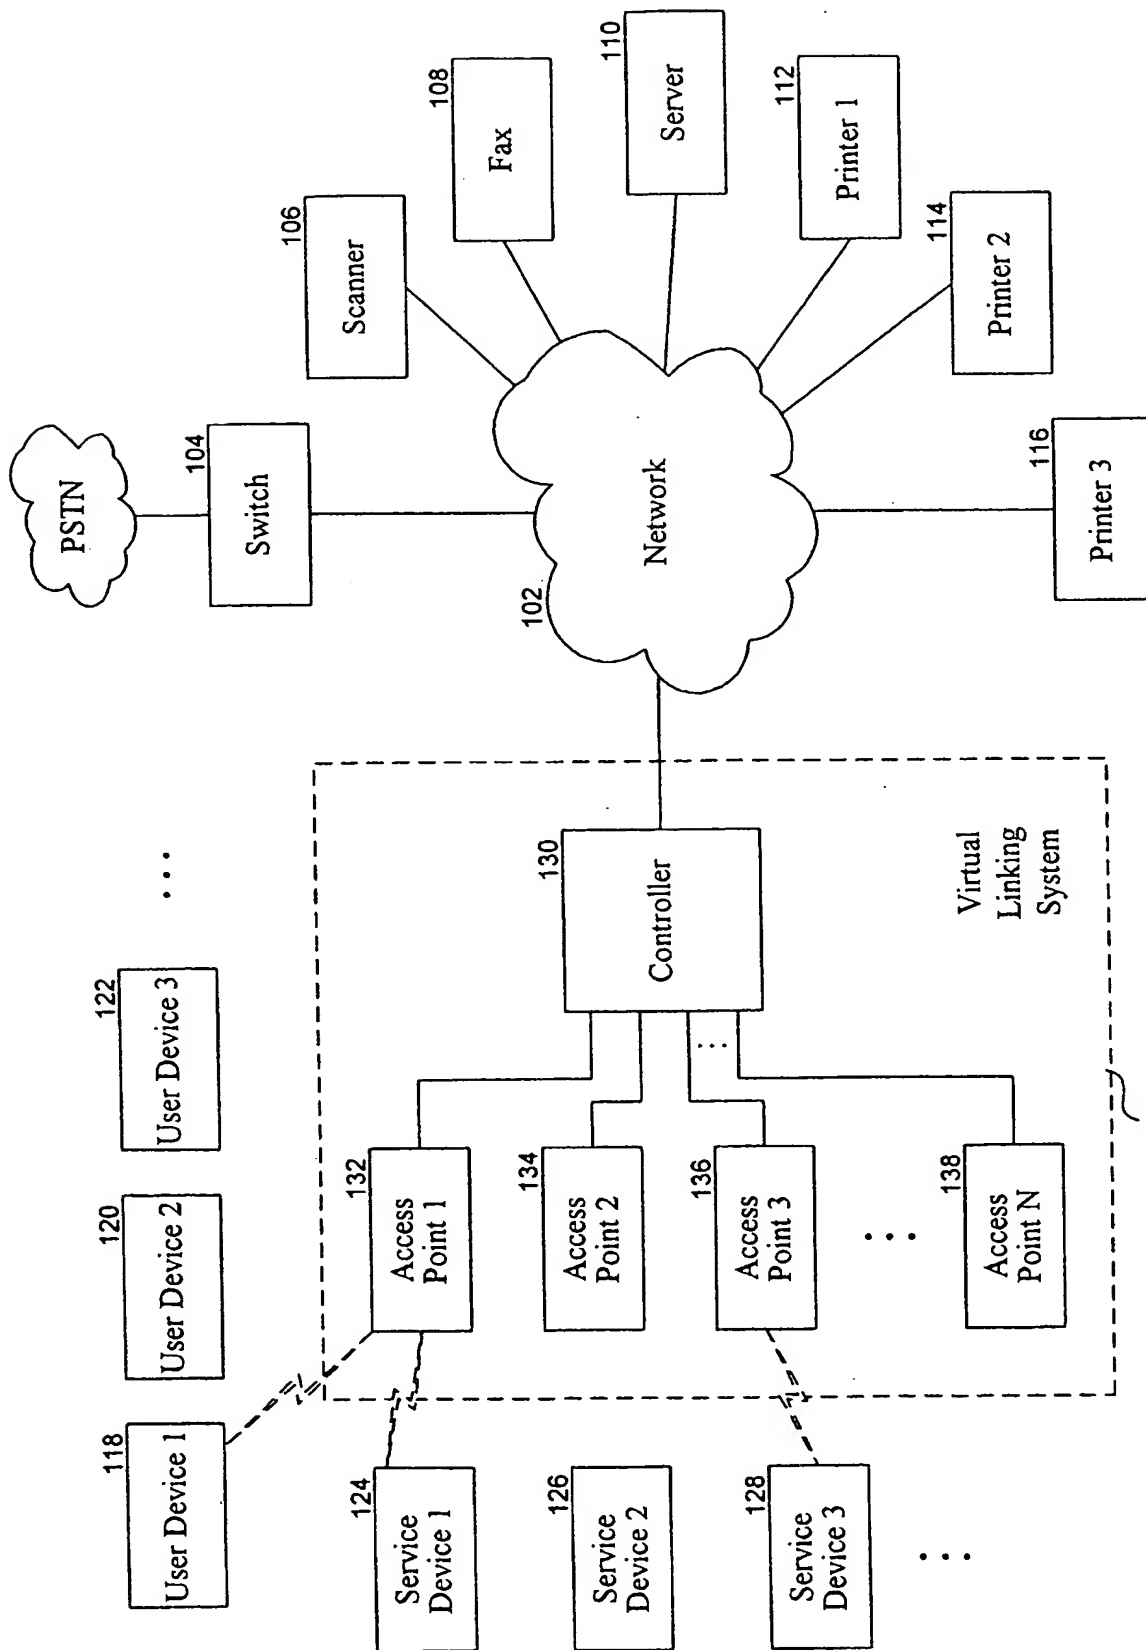 PSTN
104
Switch
106
Scanner
108
Fax
110
Server
112
Printer 1
114
Printer 2
116
Printer 3
102
Network
118
User Device 1
120
User Device 2
122
User Device 3
...
124
Service
Device 1
126
Service
Device 2
128
Service
Device 3
...
132
Access
Point 1
134
Access
Point 2
136
Access
Point 3
...
138
Access
Point N
130
Controller
...
Virtual
Linking
System